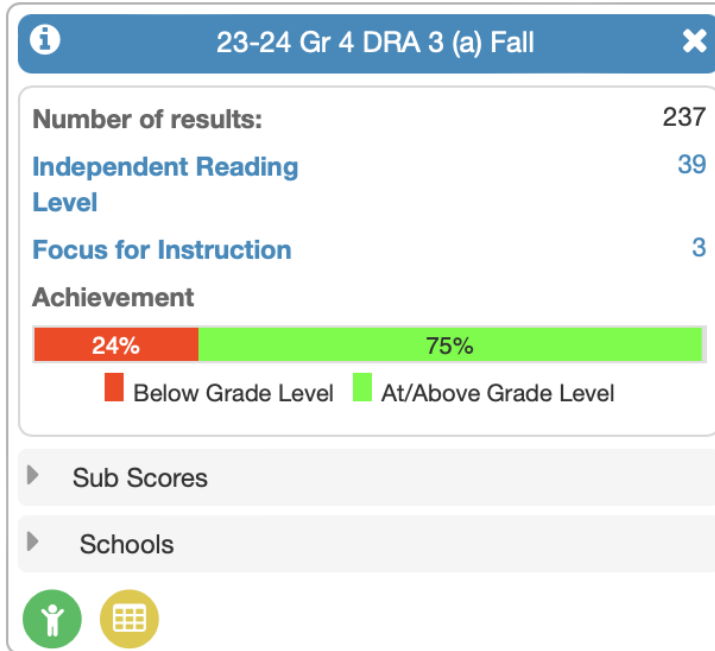 23-24 Gr 4 DRA 3 (a) Fall
Number of results: 237
Independent Reading 39
Level
Focus for Instruction 3
Achievement
24% 75%
Below Grade Level At/Above Grade Level
Sub Scores
Schools